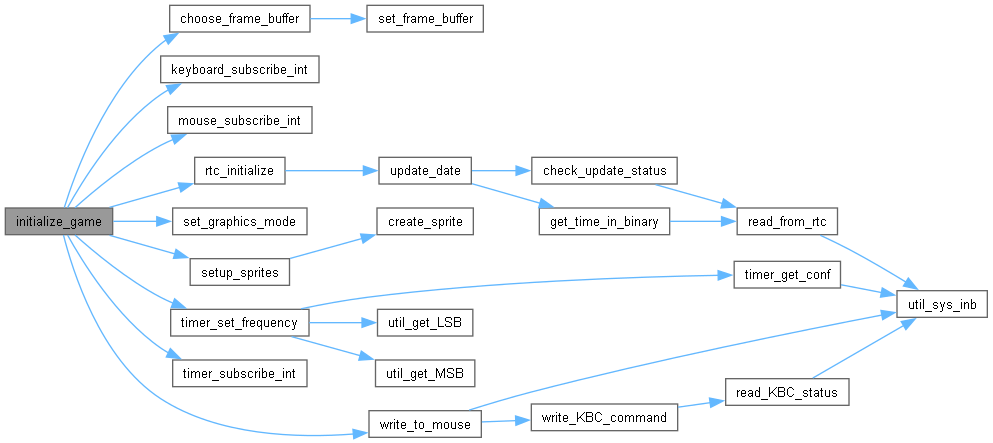 choose_frame_buffer
set_frame_buffer
keyboard_subscribe_int
mouse_subscribe_int
rtc_initialize
update_date
check_update_status
initialize_game
set_graphics_mode
create_sprite
get_time_in_binary
read_from_rtc
setup_sprites
timer_get_conf
util_sys_inb
timer_set_frequency
util_get_LSB
timer_subscribe_int
util_get_MSB
read_KBC_status
write_to_mouse
write_KBC_command